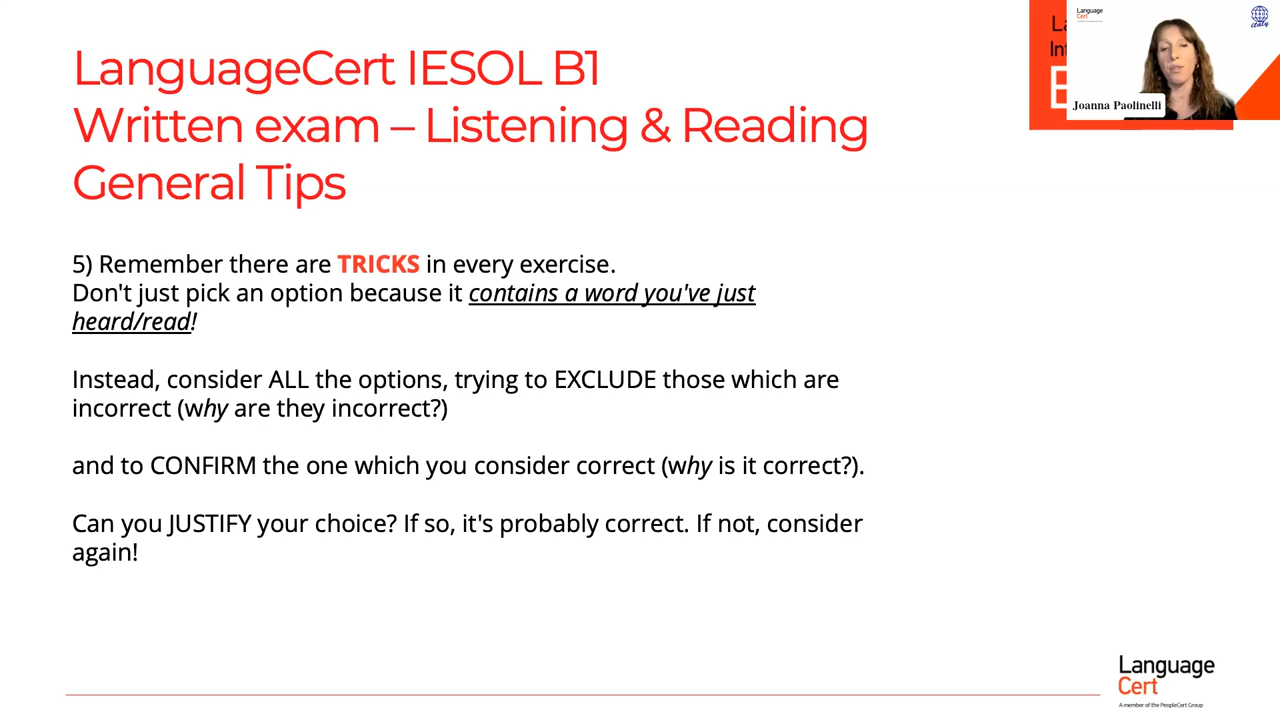 LanguageCert IESOL B1
Written exam – Listening & Reading
General Tips
5) Remember there are TRICKS in every exercise.
Don't just pick an option because it contains a word you've just
heard/read!
Instead, consider ALL the options, trying to EXCLUDE those which are
incorrect (why are they incorrect?)
and to CONFIRM the one which you consider correct (why is it correct?).
Can you JUSTIFY your choice? If so, it's probably correct. If not, consider
again!
Language
Cert
Joanna Paolinelli
Language
Cert
A member of the PeopleCert Group